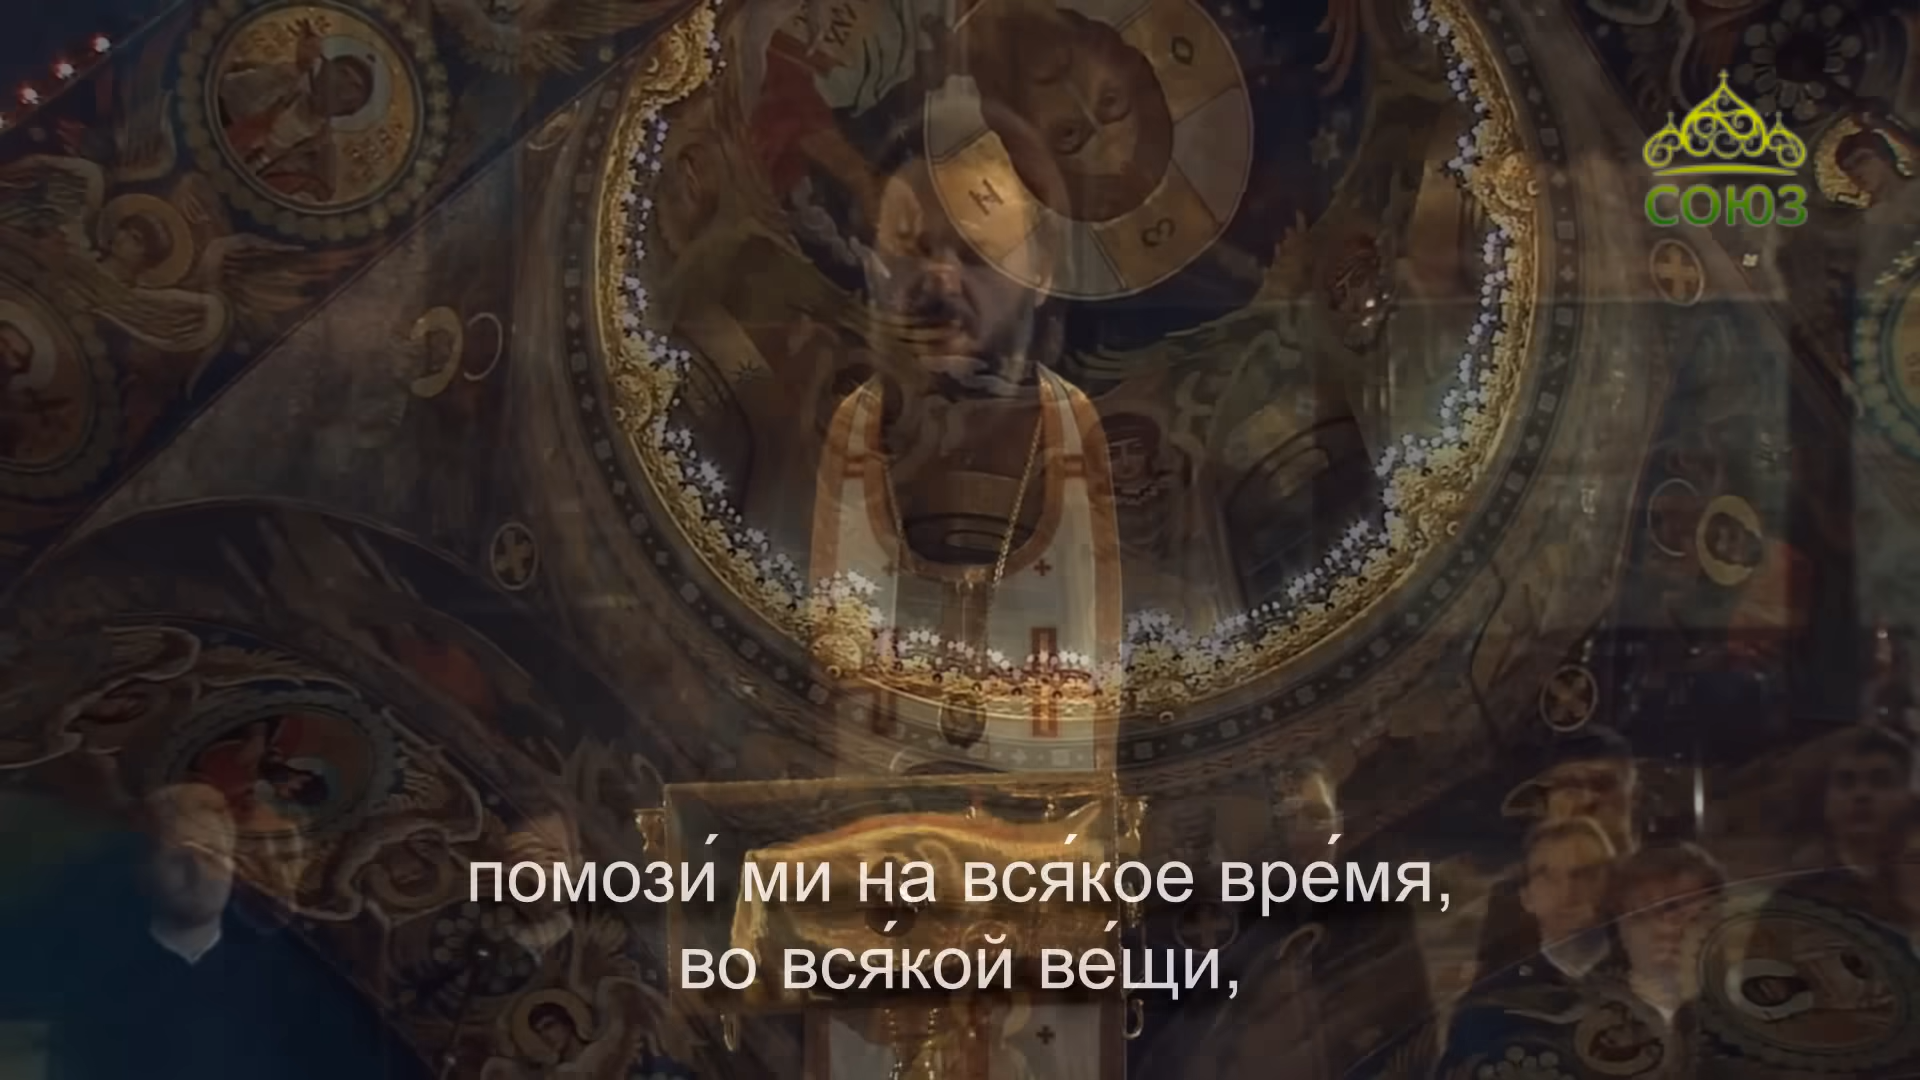 СОЮЗ
помози́ ми на вся́кое вре́мя,
во вся́кой ве́щи,